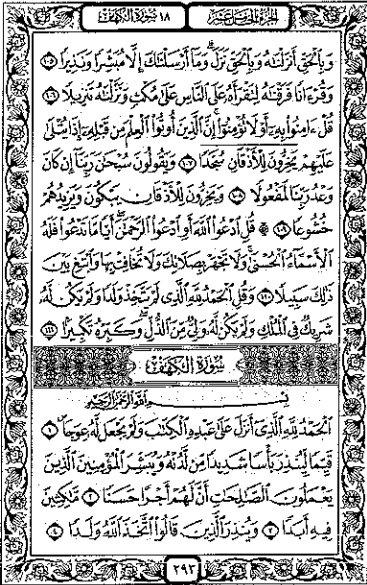 الجزء الخامس عشر ١٨ سورة الكهف
وَبِالْحَقِّ أَنزَلْنَاهُ وَبِالْحَقِّ نَزَلَ وَمَا أَرْسَلْنَاكَ إِلَّا مُبَشِّرًا وَنَذِيرًا ١٠٥
وَقُرْءَانًا فَرَقْنَاهُ لِتَقْرَأَهُ عَلَى النَّاسِ عَلَىٰ مُكْثٍ وَنَزَّلْنَاهُ تَنزِيلًا ١٠٦
قُلْ ءَامِنُوا بِهِ أَوْ لَا تُؤْمِنُوا إِنَّ الَّذِينَ أُوتُوا الْعِلْمَ مِن قَبْلِهِ إِذَا يُتْلَىٰ
عَلَيْهِمْ يَخِرُّونَ لِلْأَذْقَانِ سُجَّدًا ١٠٧ وَيَقُولُونَ سُبْحَانَ رَبِّنَا إِن كَانَ
وَعْدُ رَبِّنَا لَمَفْعُولًا ١٠٨ وَيَخِرُّونَ لِلْأَذْقَانِ يَبْكُونَ وَيَزِيدُهُمْ
خُشُوعًا ١٠٩ ۞ قُلِ ادْعُوا اللَّهَ أَوِ ادْعُوا الرَّحْمَٰنَ أَيًّا مَّا تَدْعُوا فَلَهُ
الْأَسْمَاءُ الْحُسْنَىٰ وَلَا تَجْهَرْ بِصَلَاتِكَ وَلَا تُخَافِتْ بِهَا وَابْتَغِ بَيْنَ
ذَٰلِكَ سَبِيلًا ١١٠ وَقُلِ الْحَمْدُ لِلَّهِ الَّذِي لَمْ يَتَّخِذْ وَلَدًا وَلَمْ يَكُن لَّهُ
شَرِيكٌ فِي الْمُلْكِ وَلَمْ يَكُن لَّهُ وَلِيٌّ مِّنَ الذُّلِّ وَكَبِّرْهُ تَكْبِيرًا ١١١
سُورَةُ الْكَهْفِ
بِسْمِ اللَّهِ الرَّحْمَٰنِ الرَّحِيمِ
الْحَمْدُ لِلَّهِ الَّذِي أَنزَلَ عَلَىٰ عَبْدِهِ الْكِتَابَ وَلَمْ يَجْعَل لَّهُ عِوَجًا ١
قَيِّمًا لِّيُنذِرَ بَأْسًا شَدِيدًا مِّن لَّدُنْهُ وَيُبَشِّرَ الْمُؤْمِنِينَ الَّذِينَ
يَعْمَلُونَ الصَّالِحَاتِ أَنَّ لَهُمْ أَجْرًا حَسَنًا ٢ مَّاكِثِينَ
فِيهِ أَبَدًا ٣ وَيُنذِرَ الَّذِينَ قَالُوا اتَّخَذَ اللَّهُ وَلَدًا ٤
٢٩٣